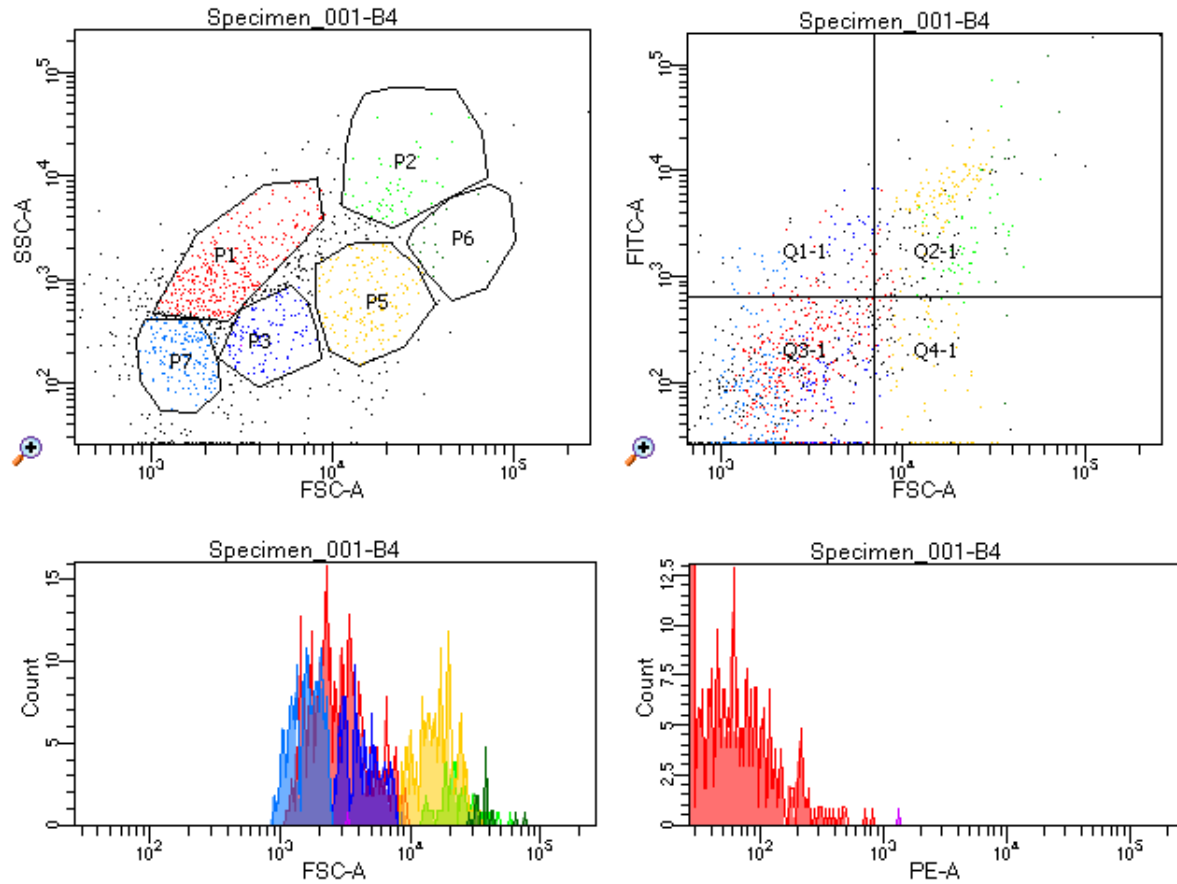 Specimen_001-B4
SSC-A
10^5
10^4
10^3
10^2
P1
P2
P3
P5
P6
P7
10^3 10^4 10^5
FSC-A
Specimen_001-B4
FITC-A
10^5
10^4
10^3
10^2
Q1-1 Q2-1
Q3-1 Q4-1
10^3 10^4 10^5
FSC-A
Specimen_001-B4
Count
15
10
5
0
10^2 10^3 10^4 10^5
FSC-A
Specimen_001-B4
Count
12.5
10
7.5
5
2.5
0
10^2 10^3 10^4 10^5
PE-A